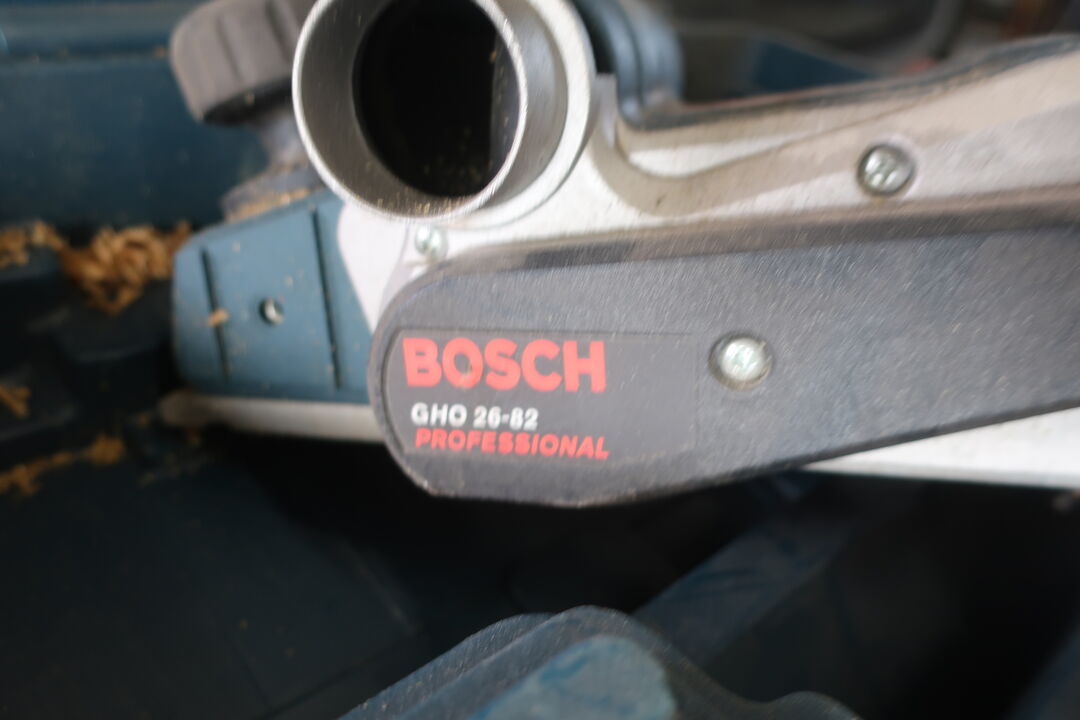 BOSCH
GHO 26-82
PROFESSIONAL